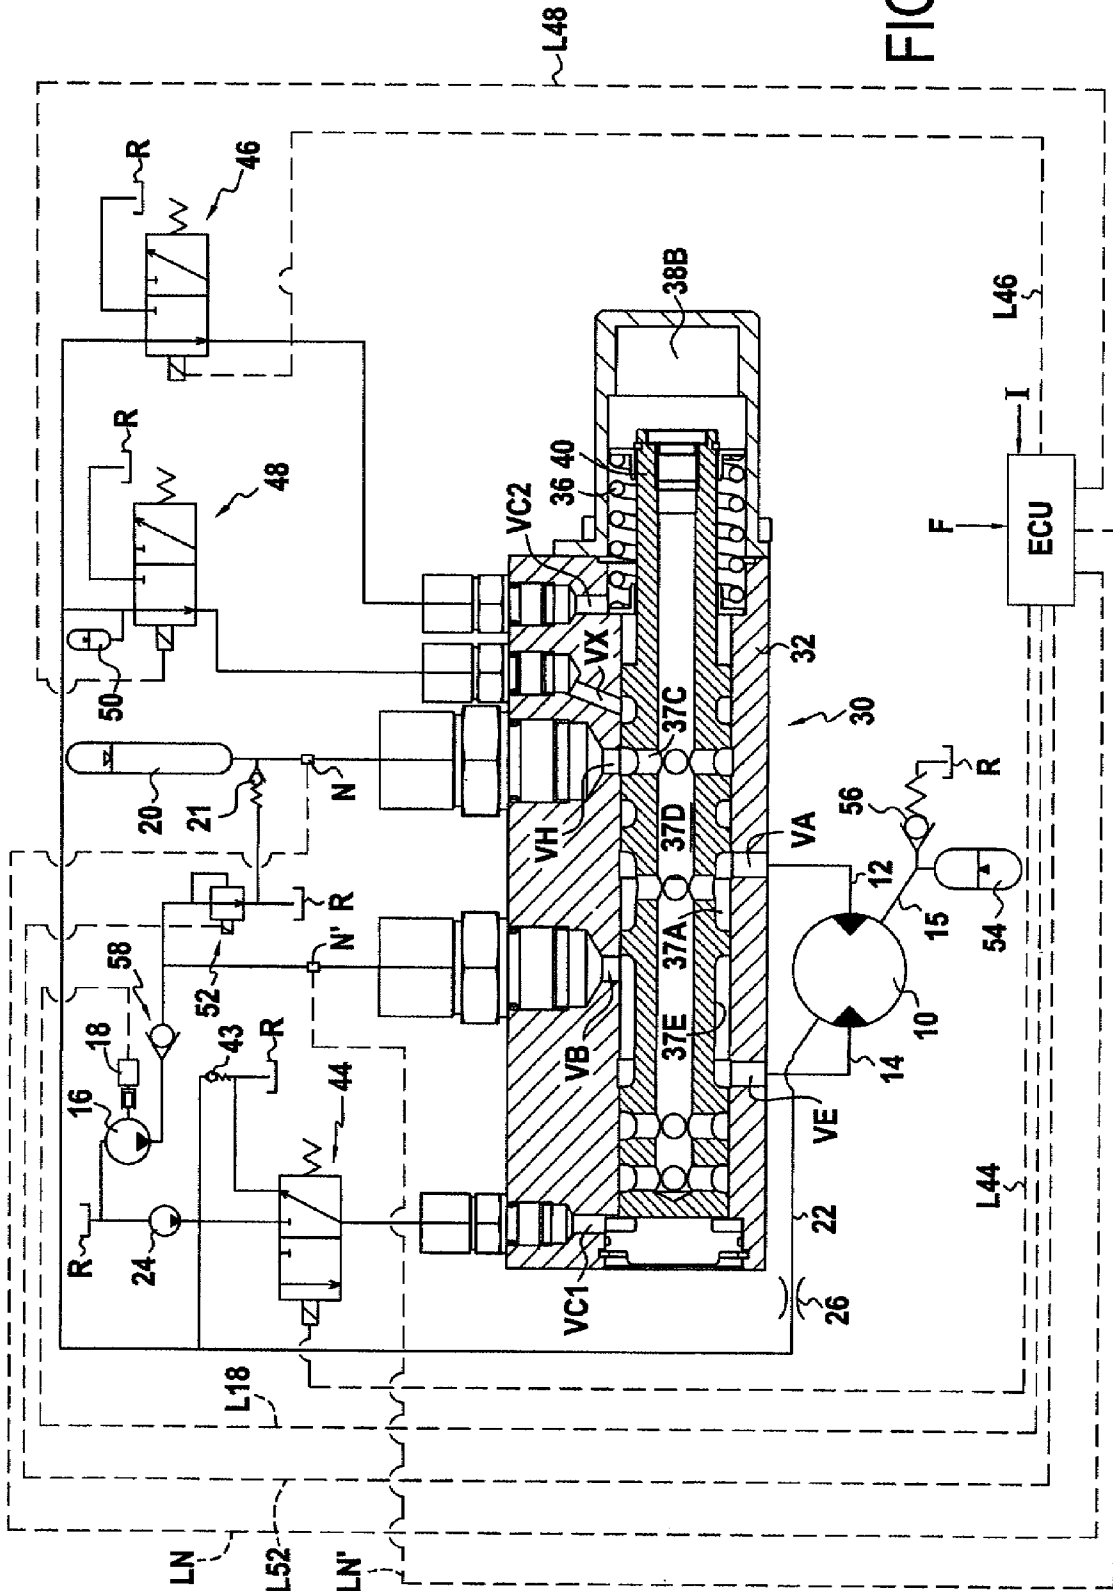 FIG
L48
R
46
R
48
50
20
21
N
52
R
N'
58
18
16
43
R
44
R
24
L18
LN
L52
LN'
38B
40
36
VC2
VX
VH
37C
37D
37A
37E
VB
VC1
32
30
VA
VE
12
10
14
15
56
R
54
22
26
L46
I
F
ECU
L44